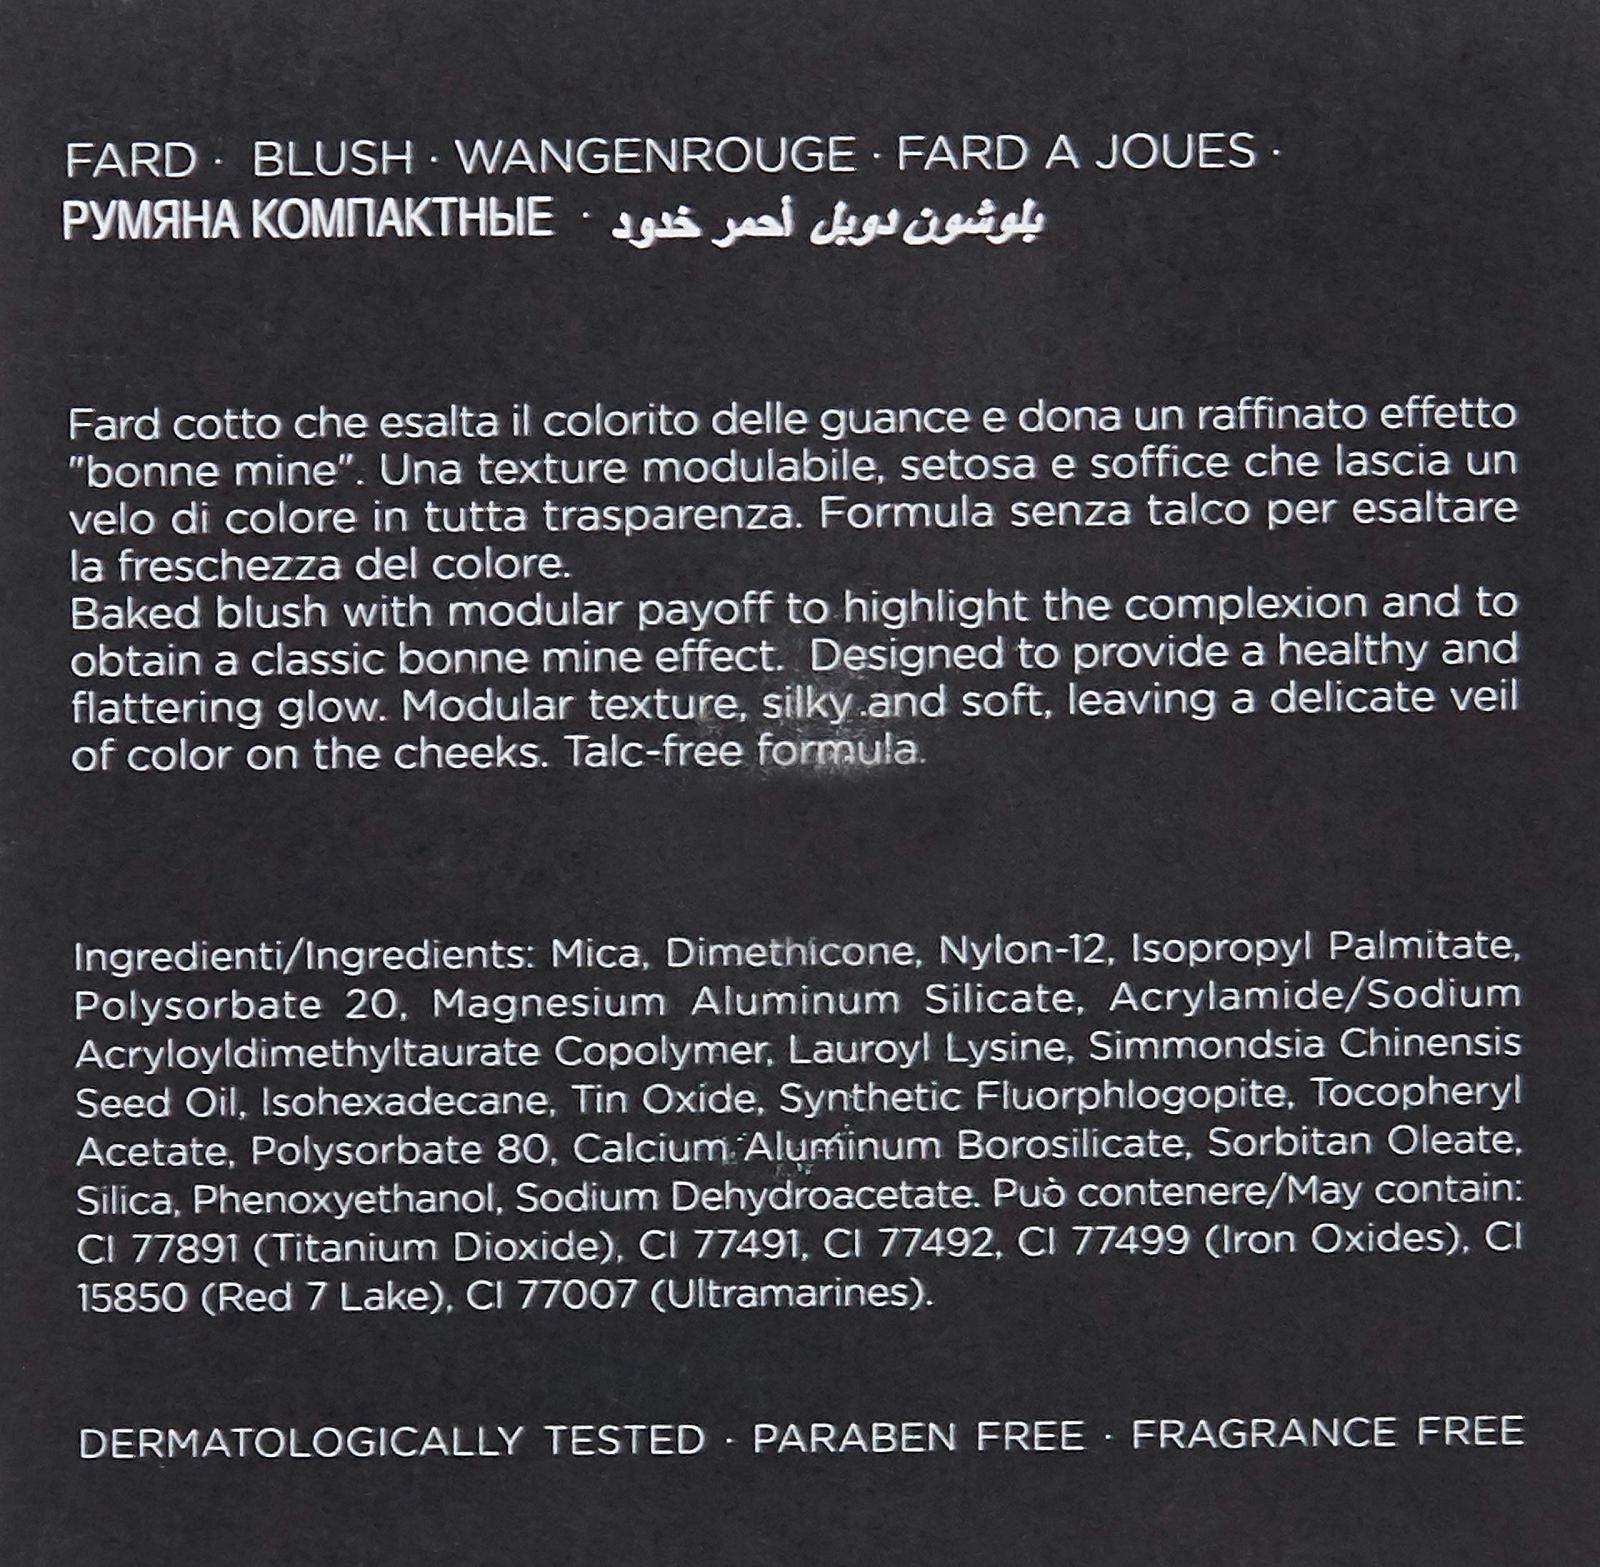 FARD · BLUSH · WANGENROUGE · FARD A JOUES ·
РУМЯНА КОМПАКТНЫЕ · بلوشون دوبل أحمر خدود
Fard cotto che esalta il colorito delle guance e dona un raffinato effetto
"bonne mine". Una texture modulabile, setosa e soffice che lascia un
velo di colore in tutta trasparenza. Formula senza talco per esaltare
la freschezza del colore.
Baked blush with modular payoff to highlight the complexion and to
obtain a classic bonne mine effect. Designed to provide a healthy and
flattering glow. Modular texture, silky and soft, leaving a delicate veil
of color on the cheeks. Talc-free formula.
Ingredienti/Ingredients: Mica, Dimethicone, Nylon-12, Isopropyl Palmitate,
Polysorbate 20, Magnesium Aluminum Silicate, Acrylamide/Sodium
Acryloyldimethyltaurate Copolymer, Lauroyl Lysine, Simmondsia Chinensis
Seed Oil, Isohexadecane, Tin Oxide, Synthetic Fluorphlogopite, Tocopheryl
Acetate, Polysorbate 80, Calcium Aluminum Borosilicate, Sorbitan Oleate,
Silica, Phenoxyethanol, Sodium Dehydroacetate. Può contenere/May contain:
CI 77891 (Titanium Dioxide), CI 77491, CI 77492, CI 77499 (Iron Oxides), CI
15850 (Red 7 Lake), CI 77007 (Ultramarines).
DERMATOLOGICALLY TESTED · PARABEN FREE · FRAGRANCE FREE